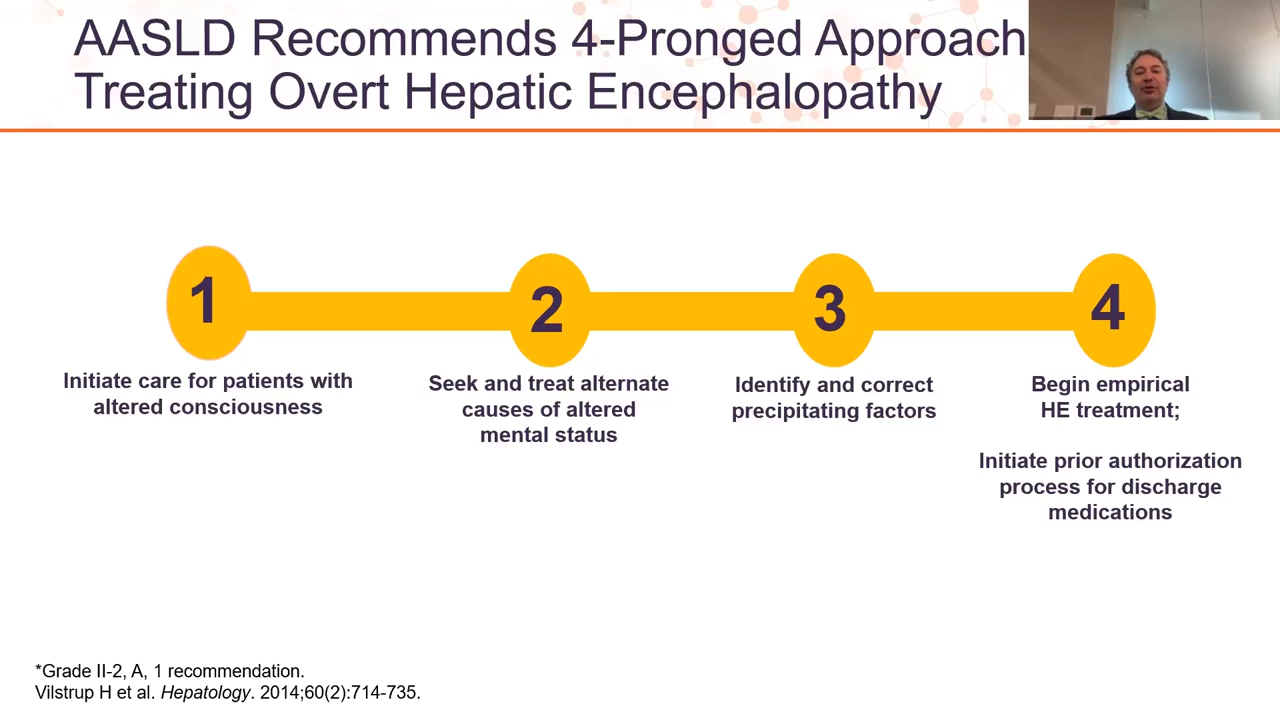 AASLD Recommends 4-Pronged Approach
Treating Overt Hepatic Encephalopathy
1
Initiate care for patients with
altered consciousness
2
Seek and treat alternate
causes of altered
mental status
3
Identify and correct
precipitating factors
4
Begin empirical
HE treatment;
Initiate prior authorization
process for discharge
medications
*Grade II-2, A, 1 recommendation.
Vilstrup H et al. Hepatology. 2014;60(2):714-735.